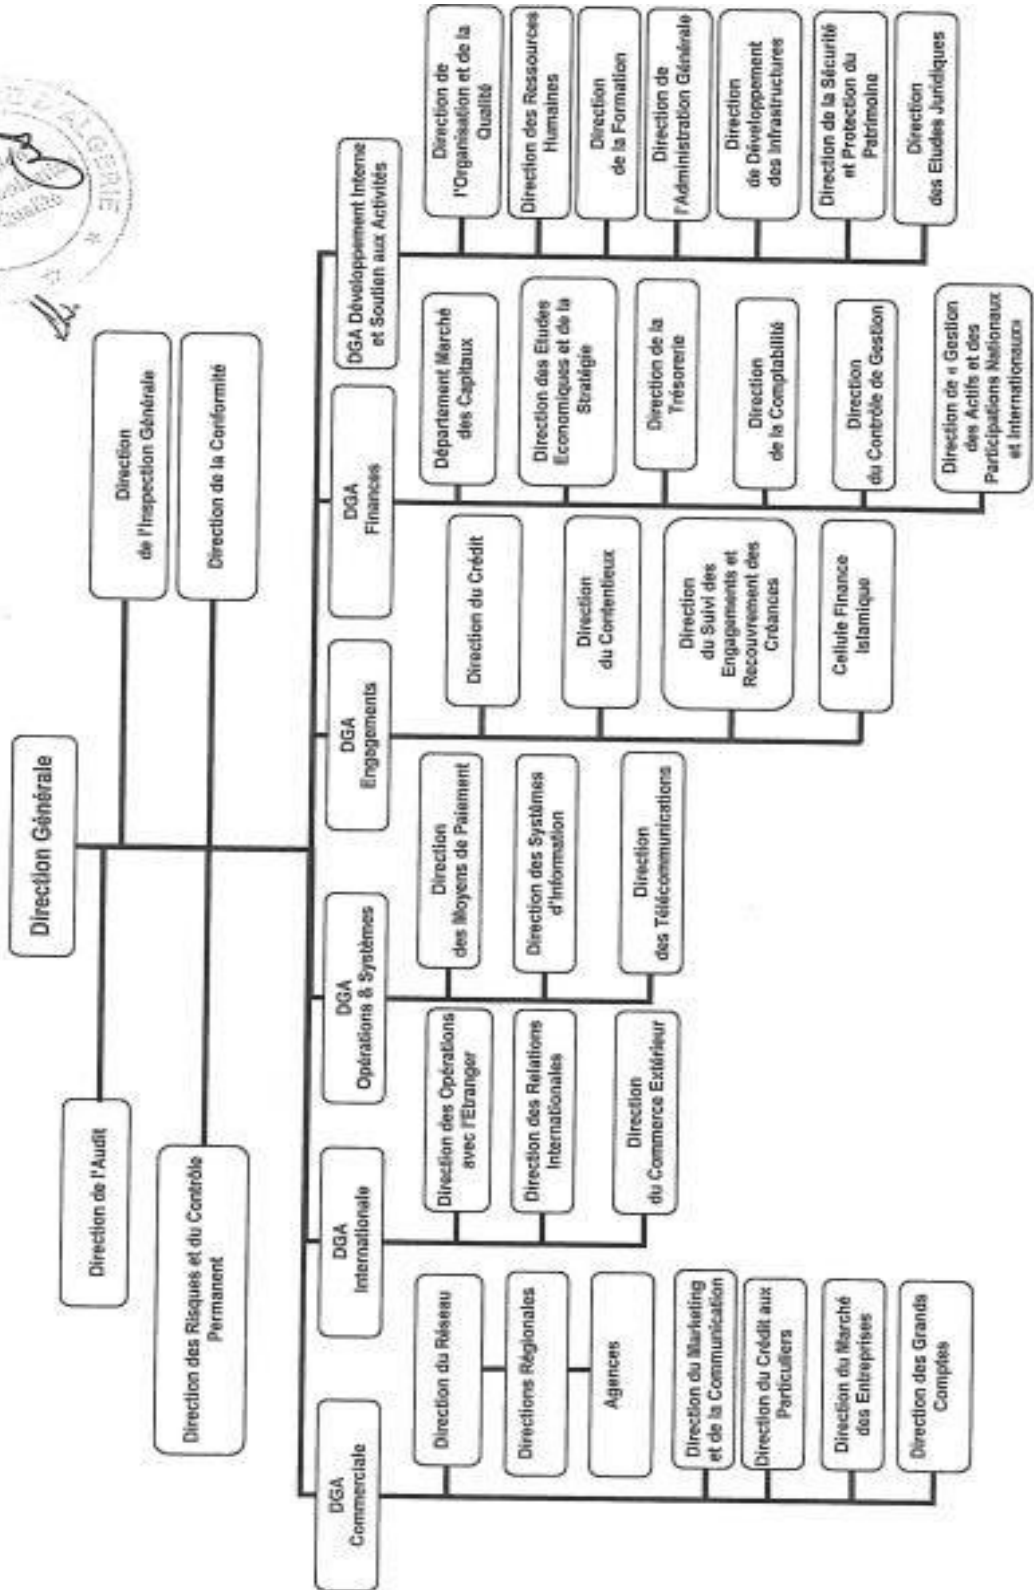 Direction Générale
Direction de l'Audit
Direction
de l'Inspection Générale
Direction des Risques et du Contrôle
Permanent
Direction de la Conformité
DGA
Commerciale
Direction du Réseau
Directions Régionales
Agences
Direction du Marketing
et de la Communication
Direction du Crédit aux
Particuliers
Direction du Marché
des Entreprises
Direction des Grands
Comptes
DGA
Internationale
Direction des Opérations
avec l'Etranger
Direction des Relations
Internationales
Direction
du Commerce Extérieur
DGA
Opérations & Systèmes
Direction
des Moyens de Paiement
Direction des Systèmes
d'Information
Direction
des Télécommunications
DGA
Engagements
Direction du Crédit
Direction
du Contentieux
Direction
du Suivi des
Engagements et
Recouvrement des
Créances
Cellule Finance
Islamique
DGA
Finances
Département Marché
des Capitaux
Direction des Etudes
Economiques et de la
Stratégie
Direction de la
Trésorerie
Direction
de la Comptabilité
Direction
du Contrôle de Gestion
Direction de « Gestion
des Actifs et des
Participations Nationaux
et Internationaux»
DGA Développement Interne
et Soutien aux Activités
Direction de
l'Organisation et de la
Qualité
Direction des Ressources
Humaines
Direction
de la Formation
Direction de
l'Administration Générale
Direction
de Développement
des Infrastructures
Direction de la Sécurité
et Protection du
Patrimoine
Direction
des Etudes Juridiques
ALGERIE